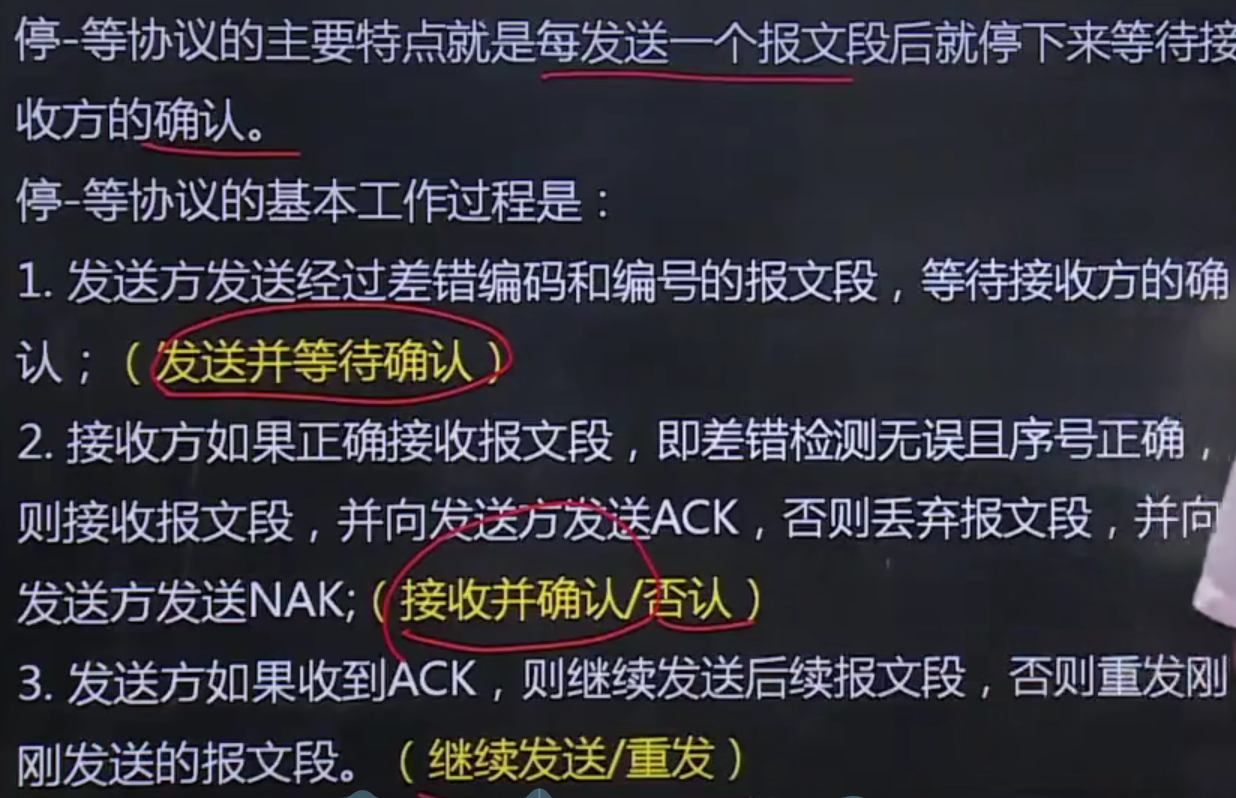 停-等协议的主要特点就是每发送一个报文段后就停下来等待接
收方的确认。
停-等协议的基本工作过程是：
1. 发送方发送经过差错编码和编号的报文段，等待接收方的确
认；（发送并等待确认）
2. 接收方如果正确接收报文段，即差错检测无误且序号正确，
则接收报文段，并向发送方发送ACK，否则丢弃报文段，并向
发送方发送NAK;（接收并确认/否认）
3. 发送方如果收到ACK，则继续发送后续报文段，否则重发刚
刚发送的报文段。（继续发送/重发）